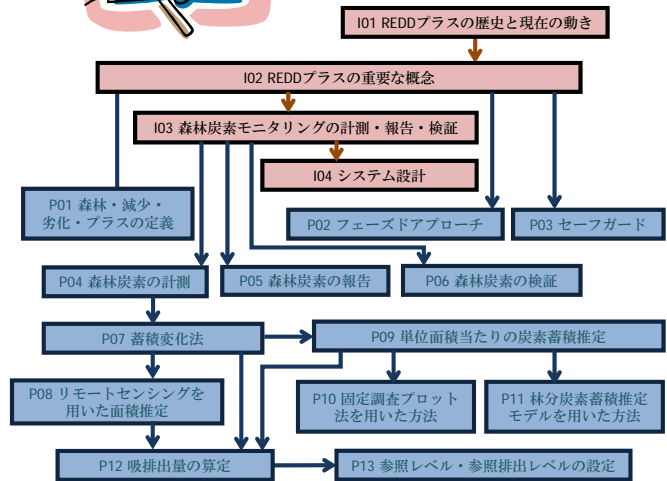 I01 REDDプラスの歴史と現在の動き
I02 REDDプラスの重要な概念
I03 森林炭素モニタリングの計測・報告・検証
I04 システム設計
P01 森林・減少・
劣化・プラスの定義
P02 フェーズドアプローチ
P03 セーフガード
P04 森林炭素の計測
P05 森林炭素の報告
P06 森林炭素の検証
P07 蓄積変化法
P09 単位面積当たりの炭素蓄積推定
P08 リモートセンシングを
用いた面積推定
P10 固定調査プロット
法を用いた方法
P11 林分炭素蓄積推定
モデルを用いた方法
P12 吸排出量の算定
P13 参照レベル・参照排出レベルの設定